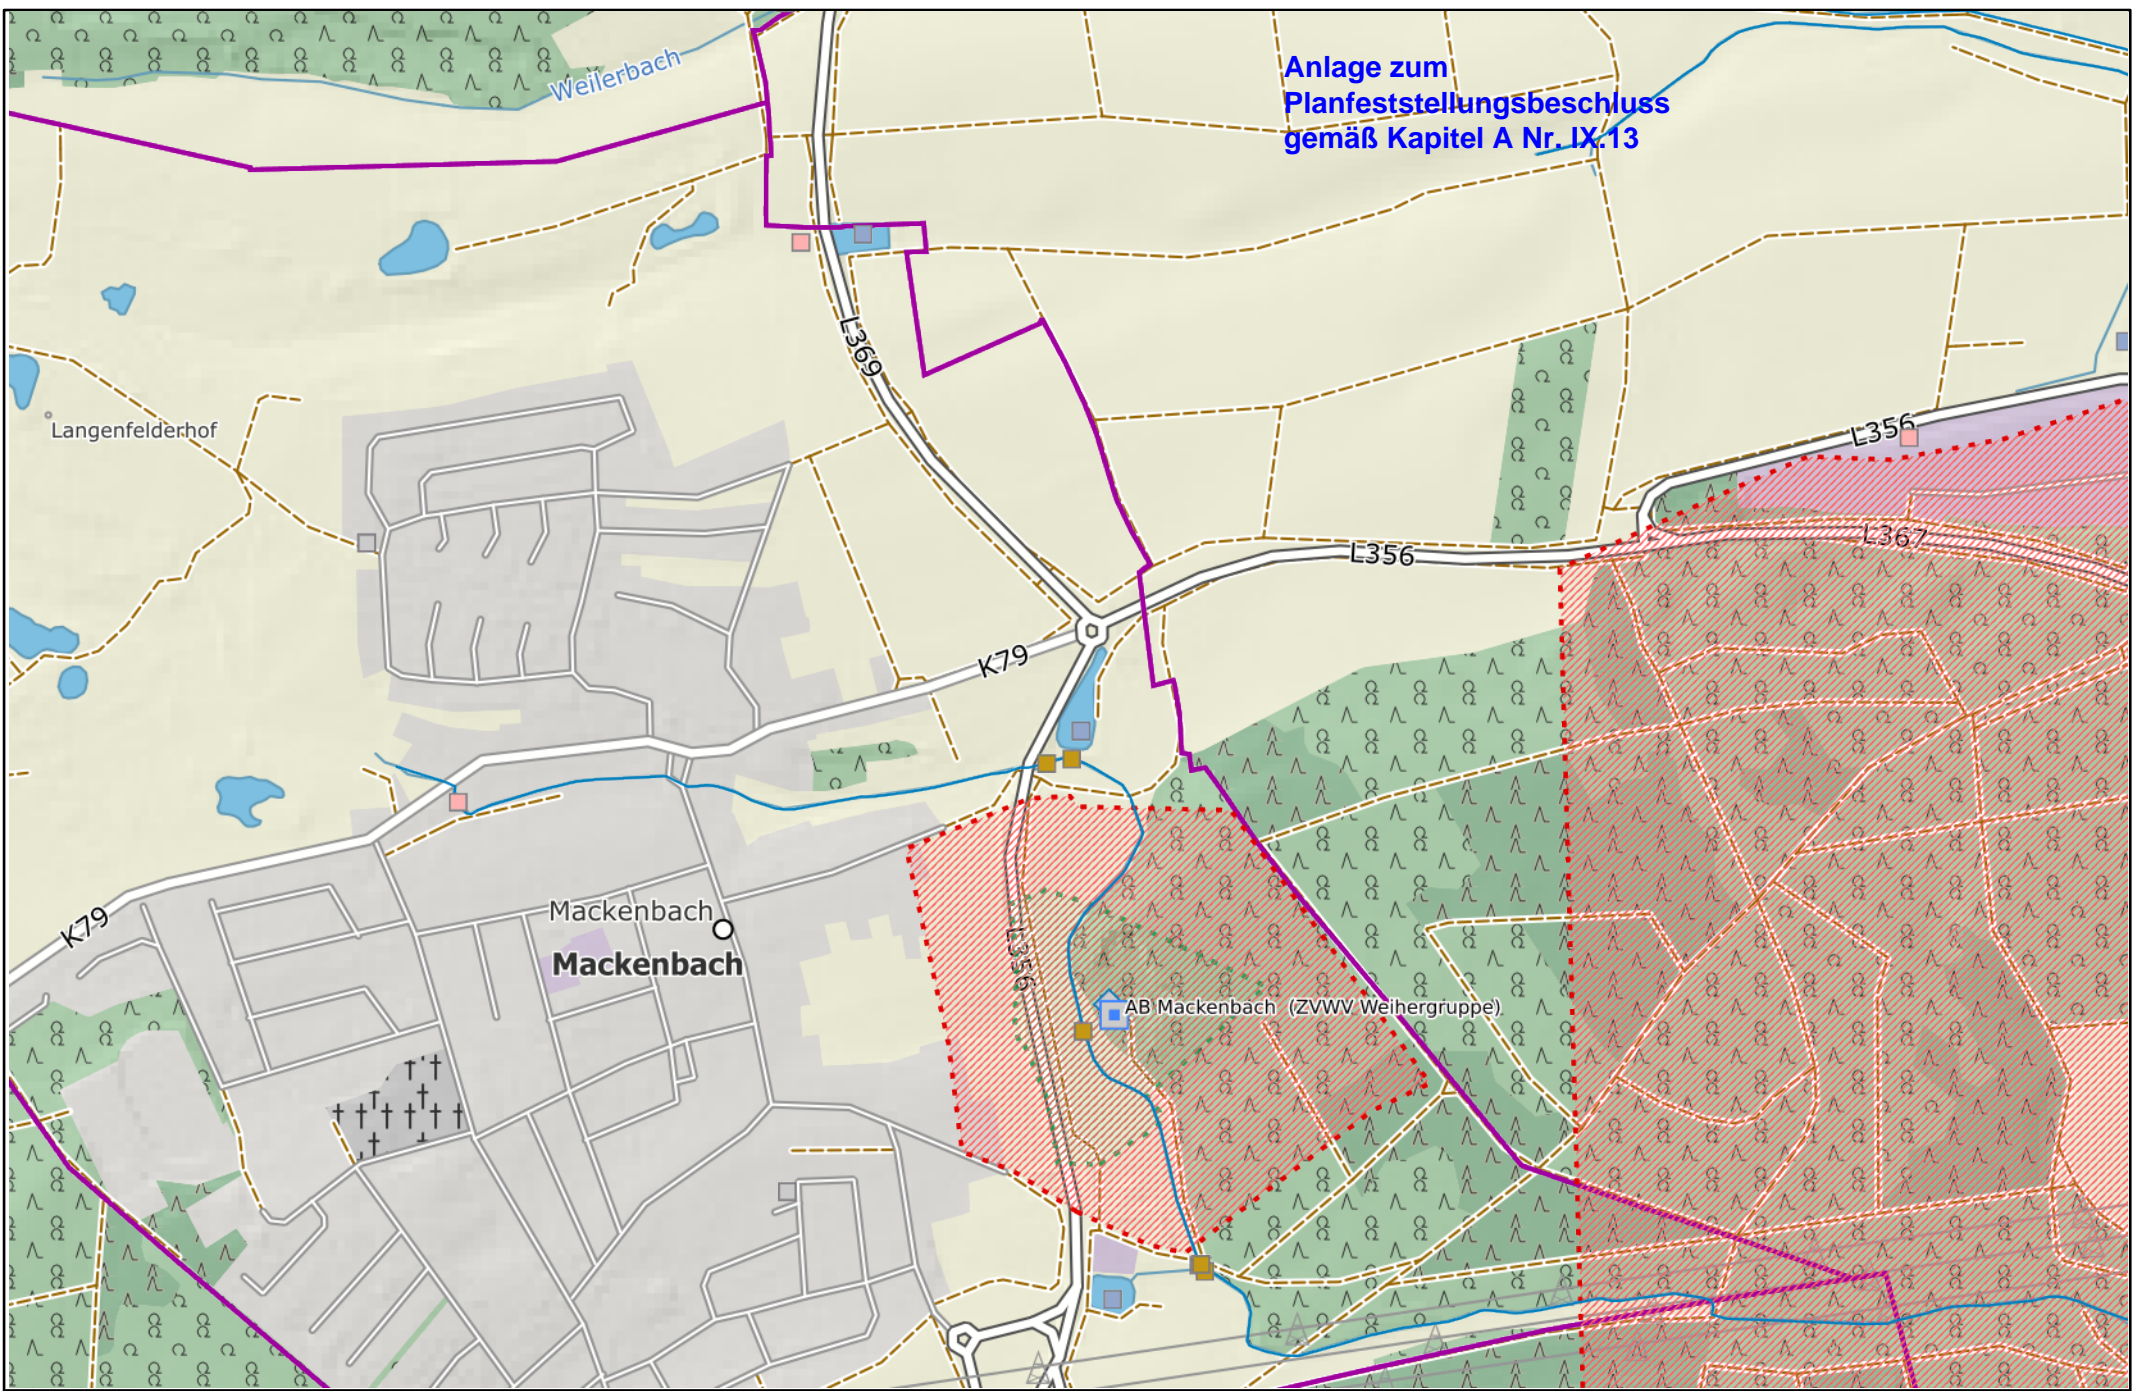 Weilerbach
Anlage zum
Planfeststellungsbeschluss
gemäß Kapitel A Nr. IX.13
L369
Langenfelderhof
L356
L367
L356
K79
Mackenbach
K79
Mackenbach
L356
AB Mackenbach (ZVWV Weihergruppe)